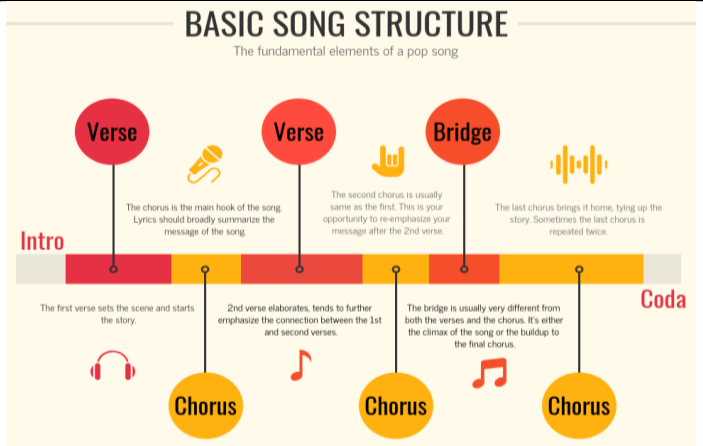 BASIC SONG STRUCTURE
The fundamental elements of a pop song
Verse
Verse
Bridge
The chorus is the main hook of the song.
Lyrics should broadly summarize the
message of the song.
The second chorus is usually
same as the first. This is your
opportunity to re-emphasize your
message after the 2nd verse.
The last chorus brings it home, tying up the
story. Sometimes the last chorus is
repeated twice.
Intro
Coda
The first verse sets the scene and starts
the story.
2nd verse elaborates, tends to further
emphasize the connection between the 1st
and second verses.
The bridge is usually very different from
both the verses and the chorus. It's either
the climax of the song or the buildup to
the final chorus.
Chorus
Chorus
Chorus